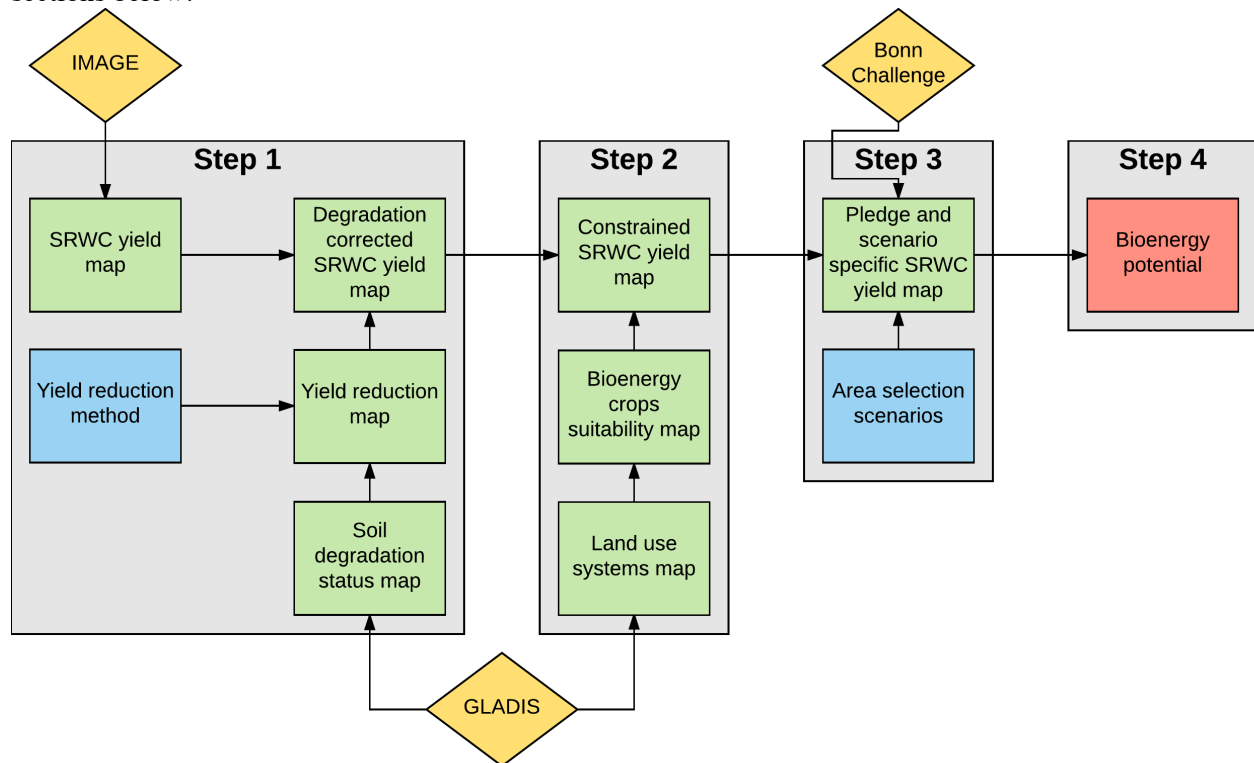 IMAGE
Bonn
Challenge
Step 1
Step 2
Step 3
Step 4
SRWC yield
map
Degradation
corrected
SRWC yield
map
Constrained
SRWC yield
map
Pledge and
scenario
specific SRWC
yield map
Bioenergy
potential
Yield reduction
method
Yield reduction
map
Bioenergy
crops
suitability map
Area selection
scenarios
Soil
degradation
status map
Land use
systems map
GLADIS